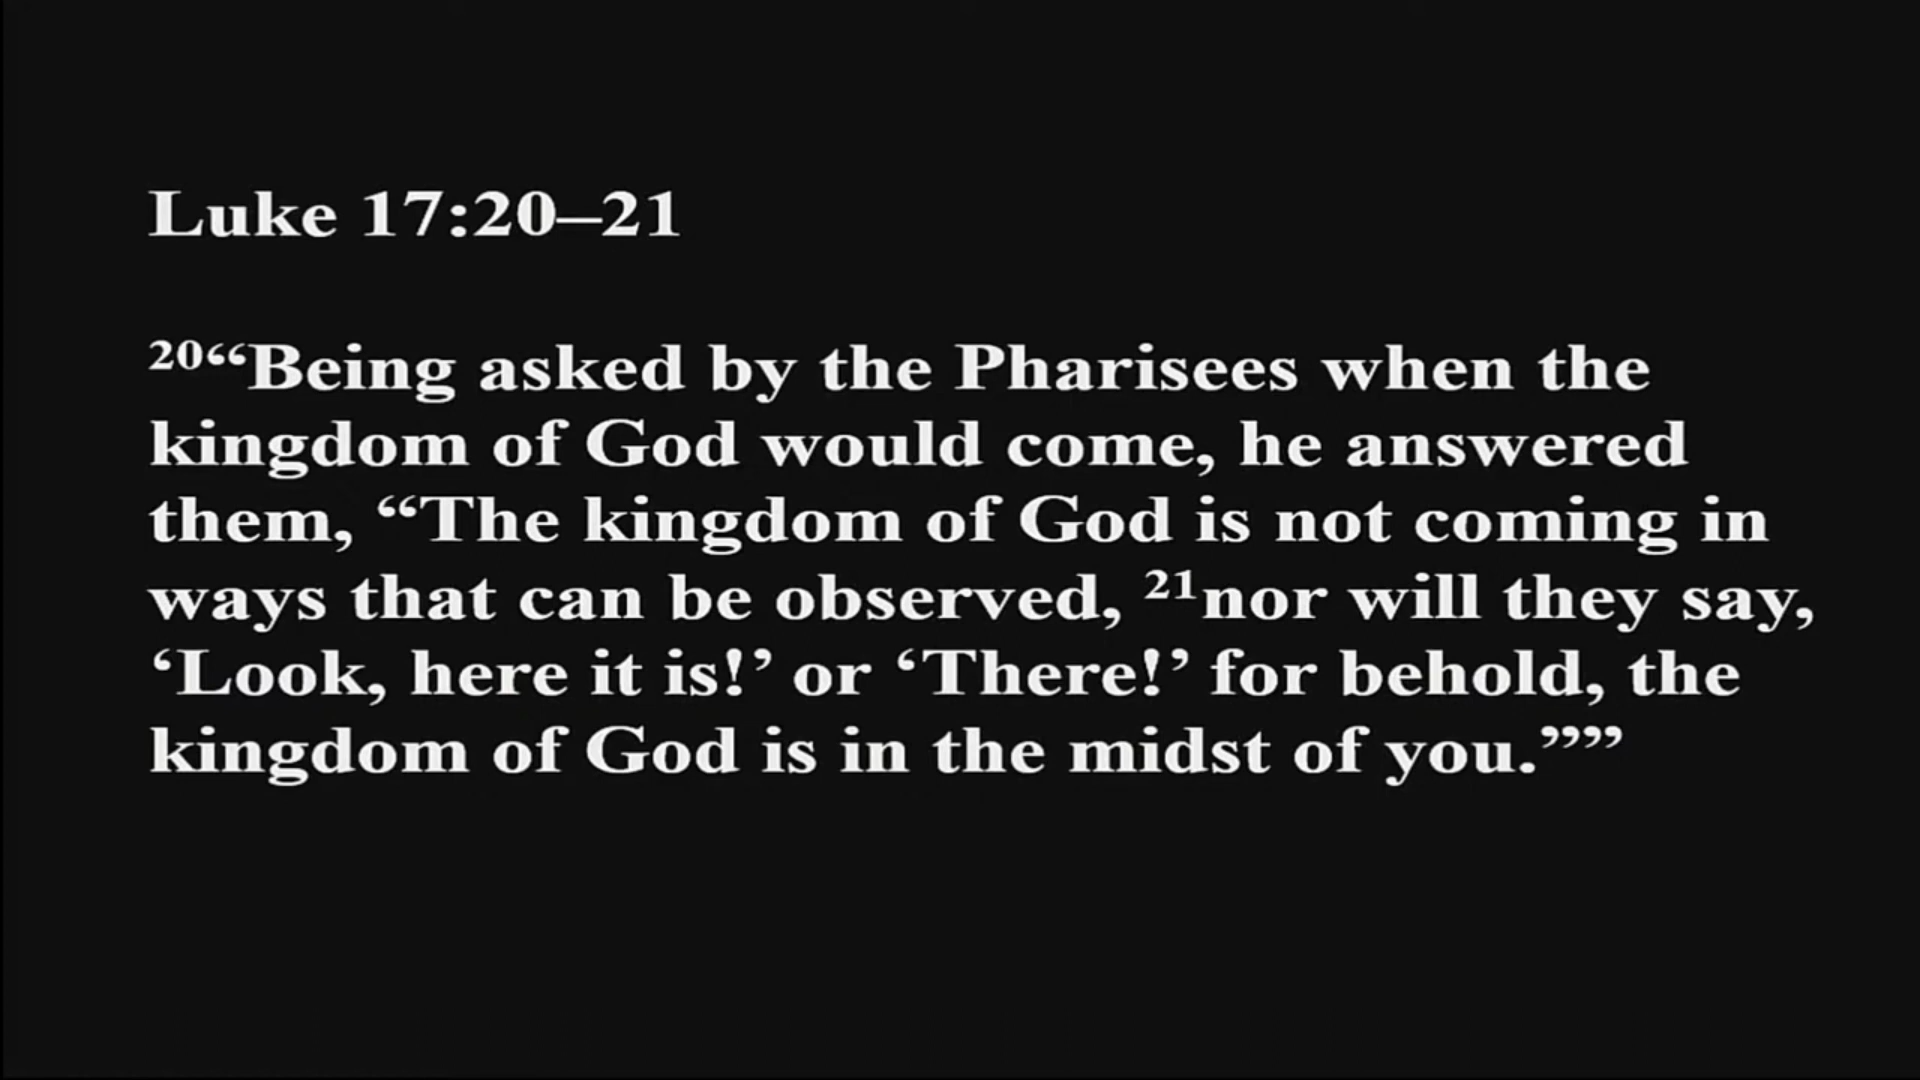 Luke 17:20–21
²⁰“Being asked by the Pharisees when the
kingdom of God would come, he answered
them, “The kingdom of God is not coming in
ways that can be observed, ²¹nor will they say,
‘Look, here it is!’ or ‘There!’ for behold, the
kingdom of God is in the midst of you.””